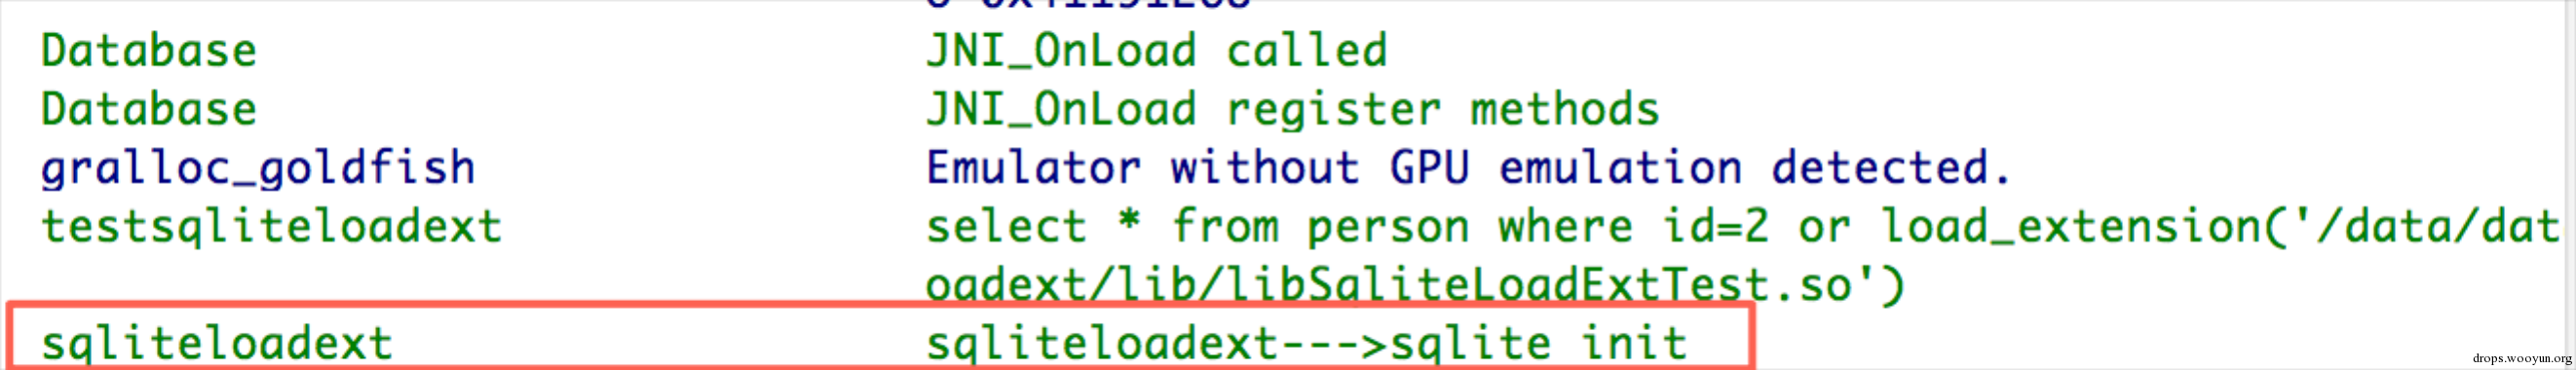 Database JNI_OnLoad called
Database JNI_OnLoad register methods
gralloc_goldfish Emulator without GPU emulation detected.
testsqliteloadext select * from person where id=2 or load_extension('/data/dat
oadext/lib/libSqliteLoadExtTest.so')
sqliteloadext sqliteloadext--->sqlite init
drops.wooyun.org